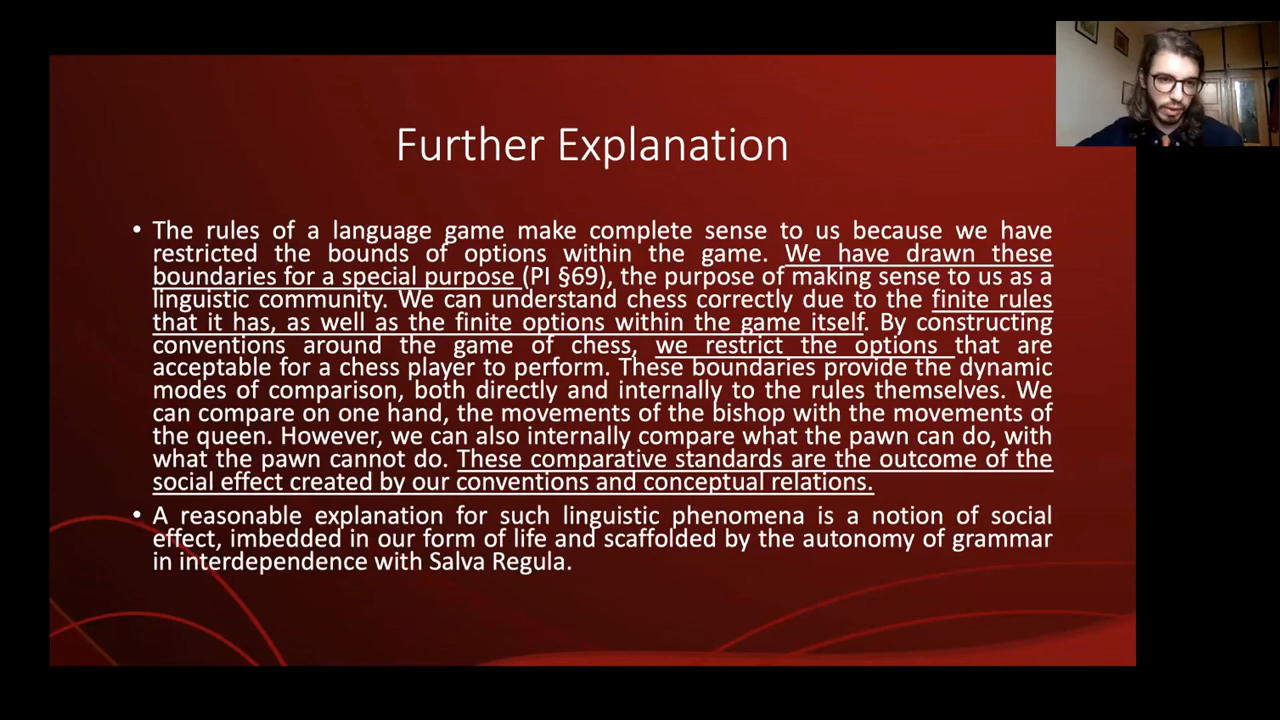 Further Explanation
• The rules of a language game make complete sense to us because we have
restricted the bounds of options within the game. We have drawn these
boundaries for a special purpose (PI §69), the purpose of making sense to us as a
linguistic community. We can understand chess correctly due to the finite rules
that it has, as well as the finite options within the game itself. By constructing
conventions around the game of chess, we restrict the options that are
acceptable for a chess player to perform. These boundaries provide the dynamic
modes of comparison, both directly and internally to the rules themselves. We
can compare on one hand, the movements of the bishop with the movements of
the queen. However, we can also internally compare what the pawn can do, with
what the pawn cannot do. These comparative standards are the outcome of the
social effect created by our conventions and conceptual relations.
• A reasonable explanation for such linguistic phenomena is a notion of social
effect, imbedded in our form of life and scaffolded by the autonomy of grammar
in interdependence with Salva Regula.